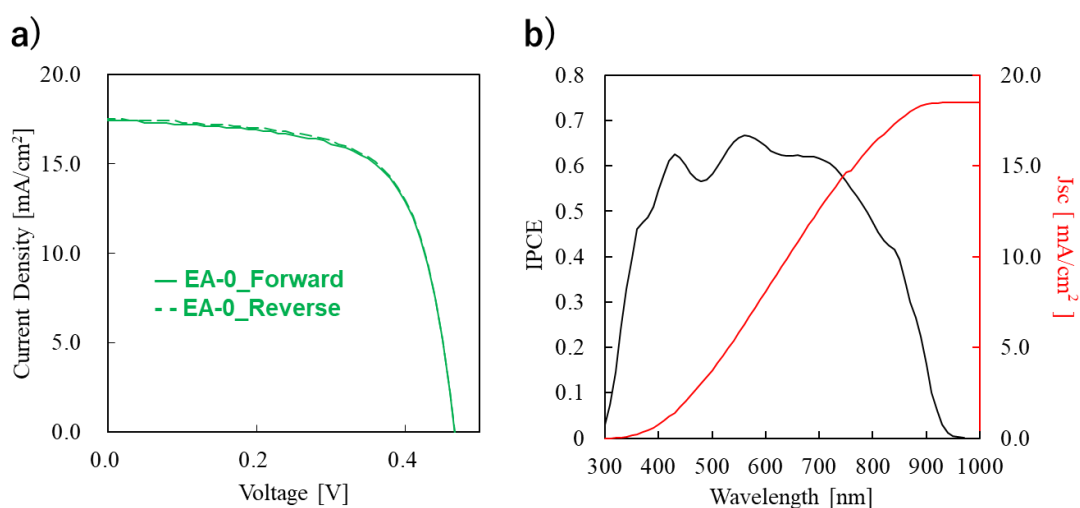 a)
20.0
15.0
10.0
5.0
0.0
Current Density [mA/cm²]
EA-0_Forward
EA-0_Reverse
0.0
0.2
0.4
Voltage [V]
b)
0.8
0.7
0.6
0.5
0.4
0.3
0.2
0.1
0
IPCE
20.0
15.0
10.0
5.0
0.0
Jsc [ mA/cm² ]
300 400 500 600 700 800 900 1000
Wavelength [nm]